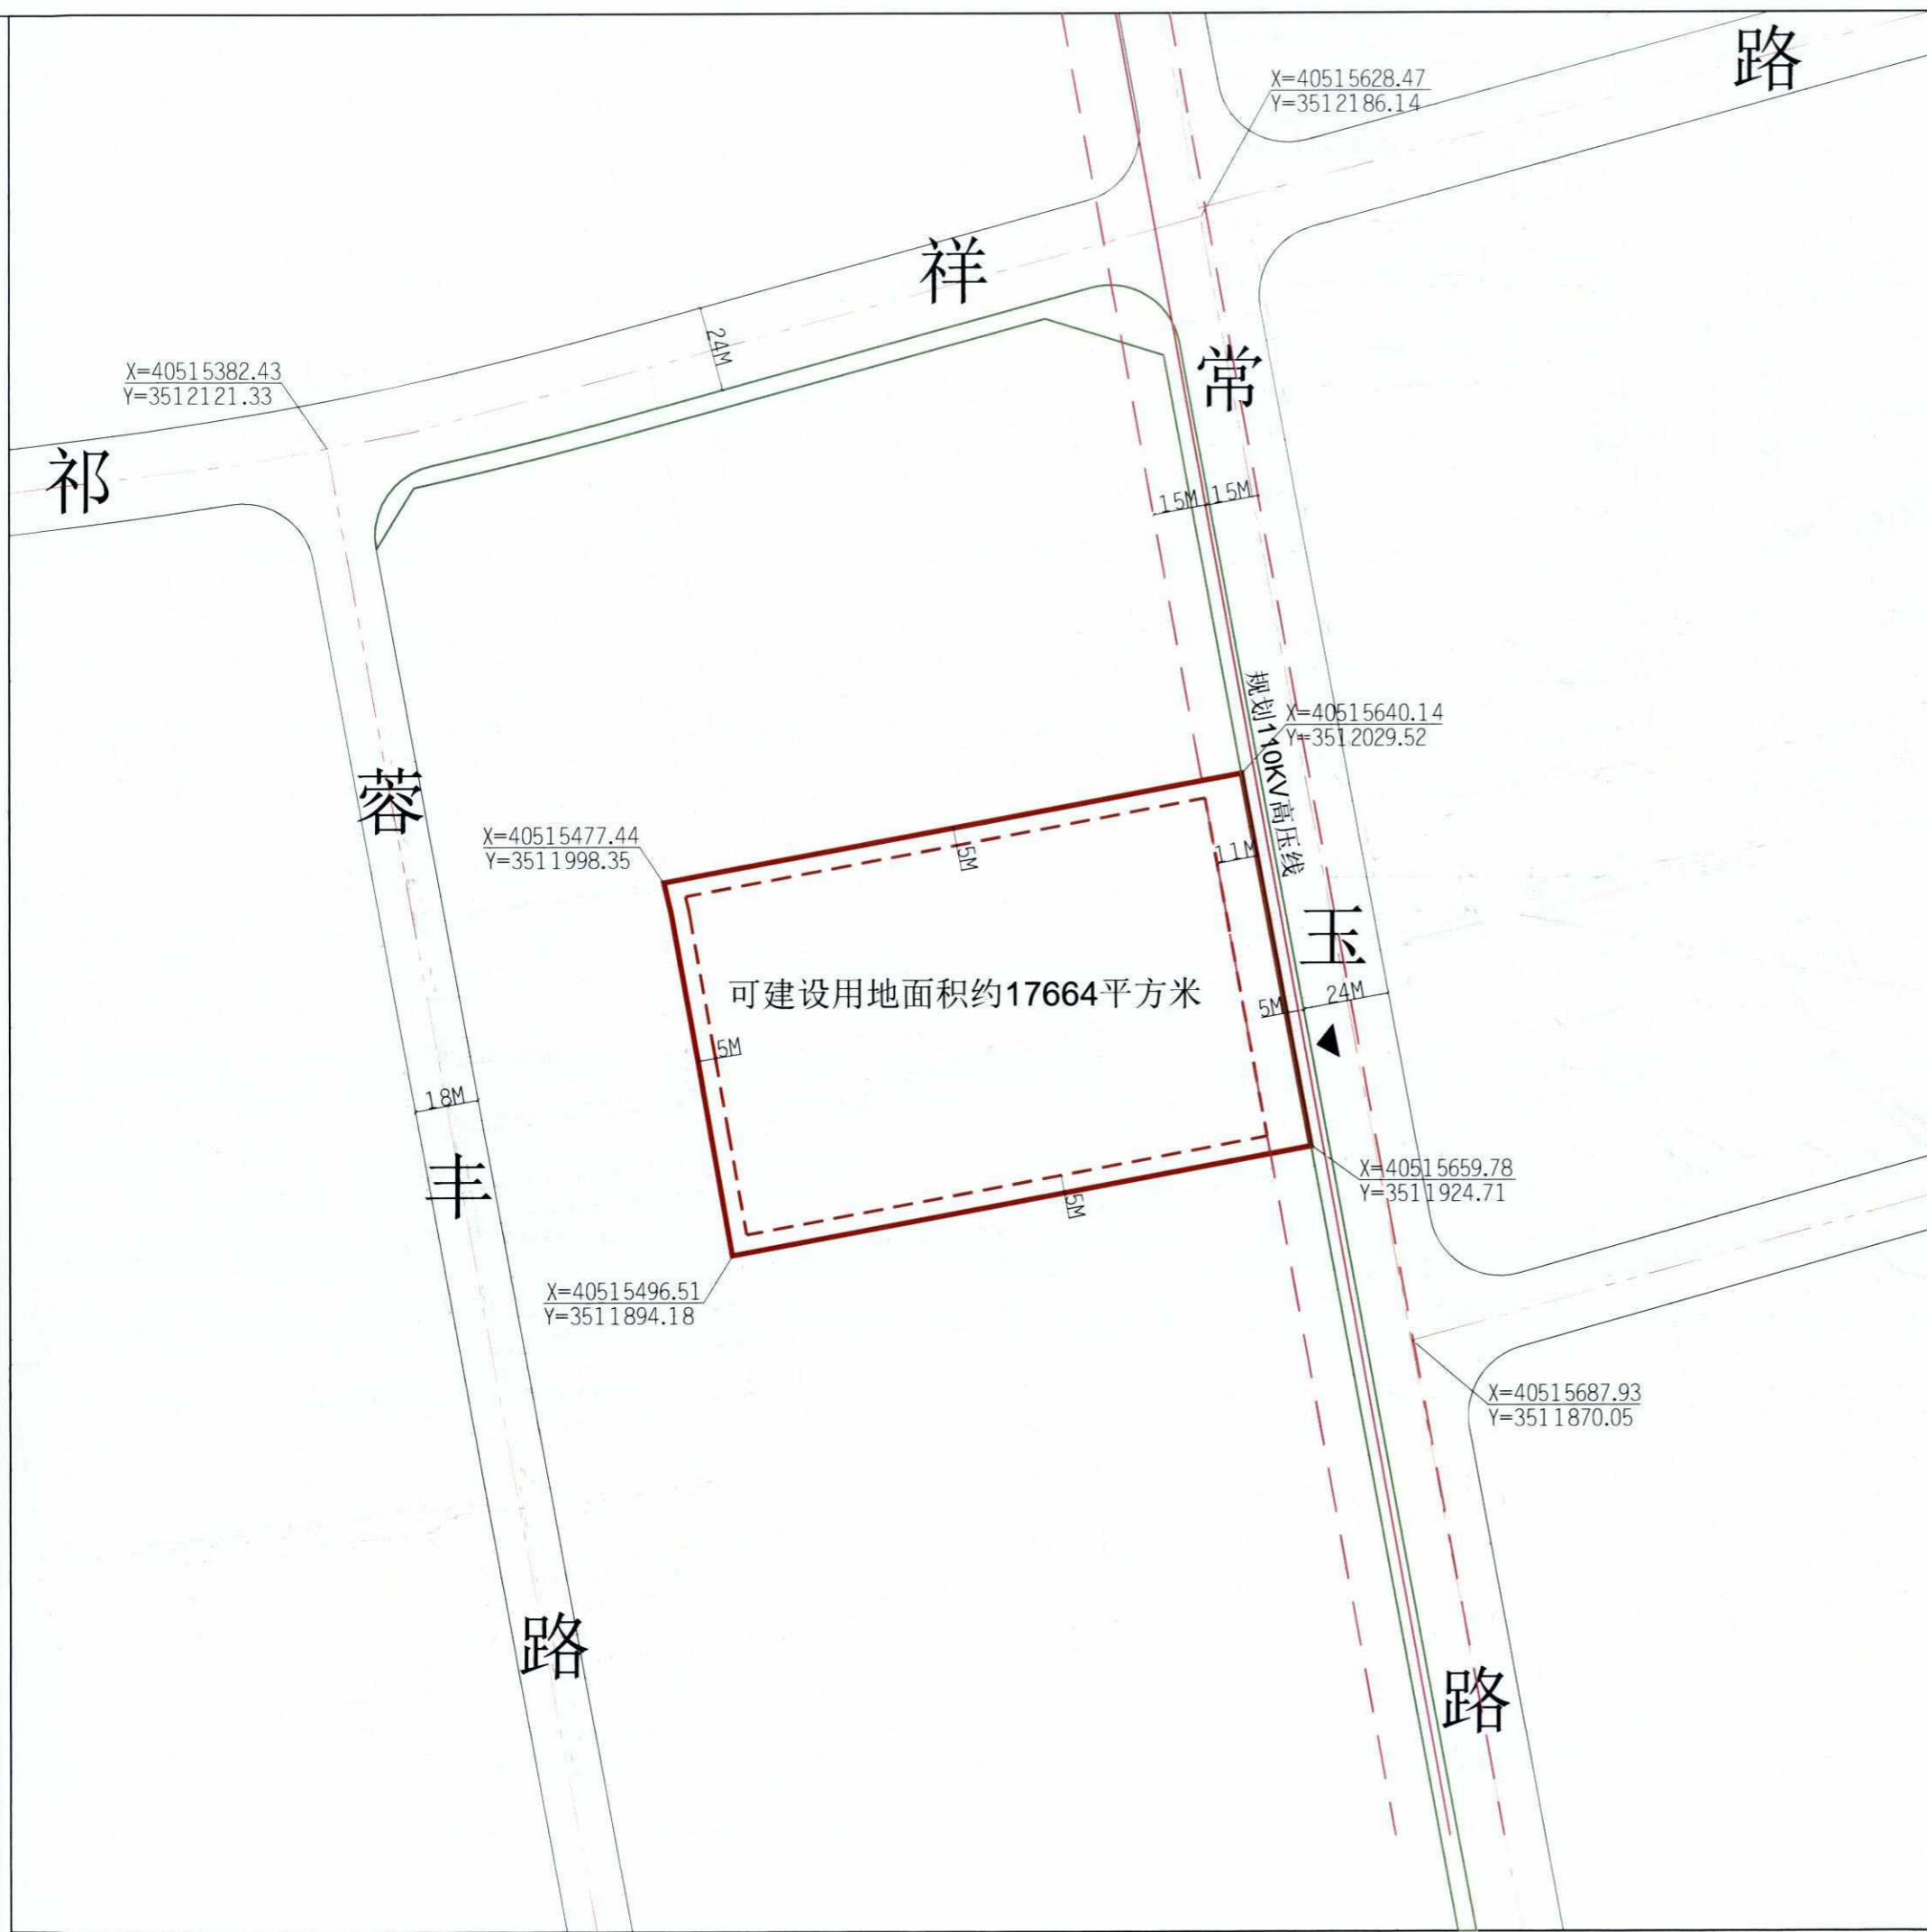 路
X=40515628.47
Y=3512186.14
祥
24M
常
X=40515382.43
Y=3512121.33
祁
15M
15M
规划110KV高压线
X=40515640.14
Y=3512029.52
蓉
X=40515477.44
Y=3511998.35
5M
11M
玉
可建设用地面积约17664平方米
5M
24M
5M
18M
丰
X=40515659.78
Y=3511924.71
5M
X=40515496.51
Y=3511894.18
X=40515687.93
Y=3511870.05
路
路